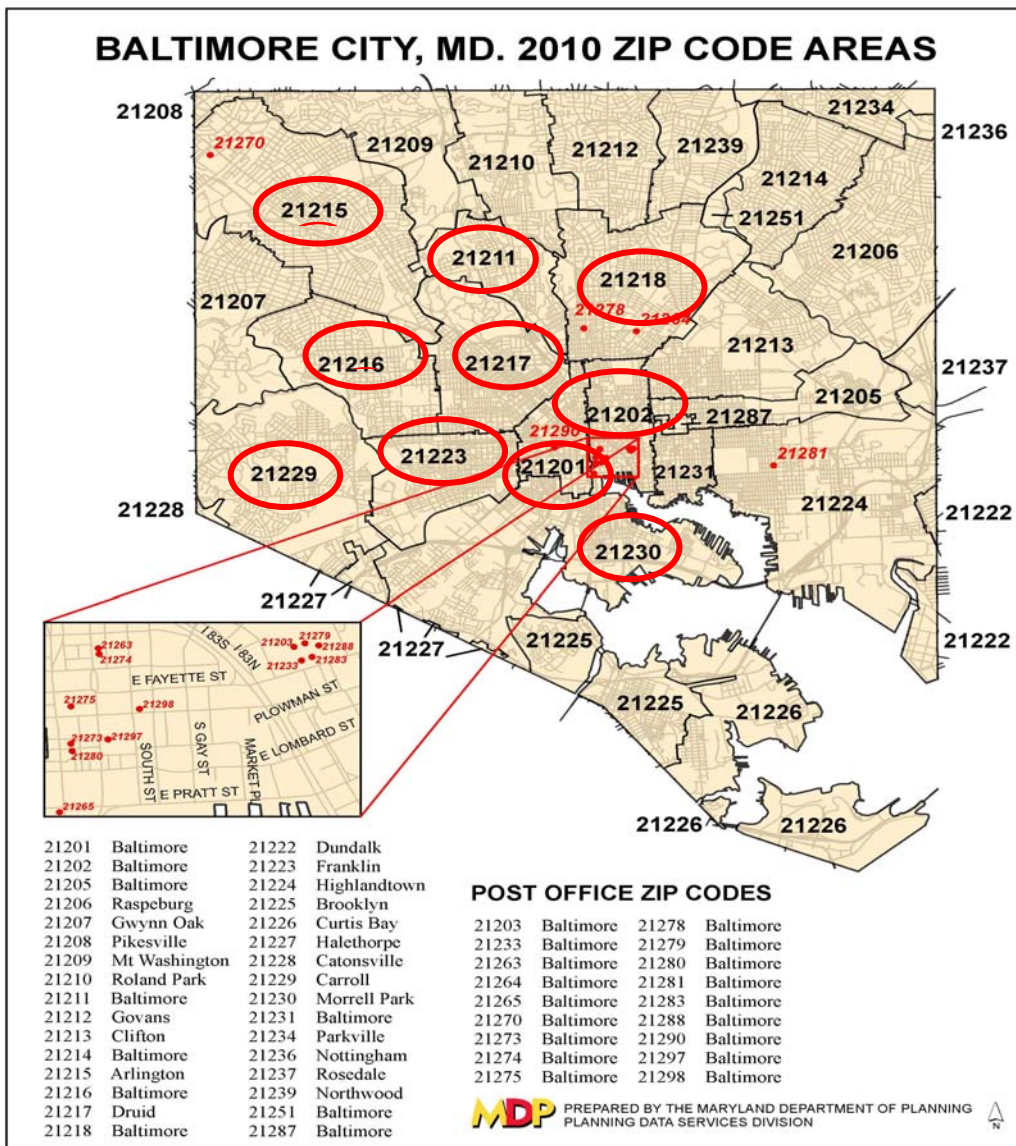 BALTIMORE CITY, MD. 2010 ZIP CODE AREAS
21208
21234
21236
21270
21209
21210
21212
21239
21214
21251
21215
21206
21211
21218
21207
21278
21213
21216
21217
21237
21205
21202
21287
21290
21223
21201
21231
21281
21229
21224
21228
21222
21230
21227
21227
21225
21222
21225
21226
21226
21226
21263
21274
I 83S
I 83N
21203
21279
21288
21233
21283
E FAYETTE ST
21275
21298
PLOWMAN ST
21273
21297
21280
SOUTH ST
S GAY ST
MARKET PL
E LOMBARD ST
E PRATT ST
21265
21201 Baltimore 21222 Dundalk
21202 Baltimore 21223 Franklin
21205 Baltimore 21224 Highlandtown
21206 Raspeburg 21225 Brooklyn
21207 Gwynn Oak 21226 Curtis Bay
21208 Pikesville 21227 Halethorpe
21209 Mt Washington 21228 Catonsville
21210 Roland Park 21229 Carroll
21211 Baltimore 21230 Morrell Park
21212 Govans 21231 Baltimore
21213 Clifton 21234 Parkville
21214 Baltimore 21236 Nottingham
21215 Arlington 21237 Rosedale
21216 Baltimore 21239 Northwood
21217 Druid 21251 Baltimore
21218 Baltimore 21287 Baltimore
POST OFFICE ZIP CODES
21203 Baltimore 21278 Baltimore
21233 Baltimore 21279 Baltimore
21263 Baltimore 21280 Baltimore
21264 Baltimore 21281 Baltimore
21265 Baltimore 21283 Baltimore
21270 Baltimore 21288 Baltimore
21273 Baltimore 21290 Baltimore
21274 Baltimore 21297 Baltimore
21275 Baltimore 21298 Baltimore
MDP PREPARED BY THE MARYLAND DEPARTMENT OF PLANNING
PLANNING DATA SERVICES DIVISION
N